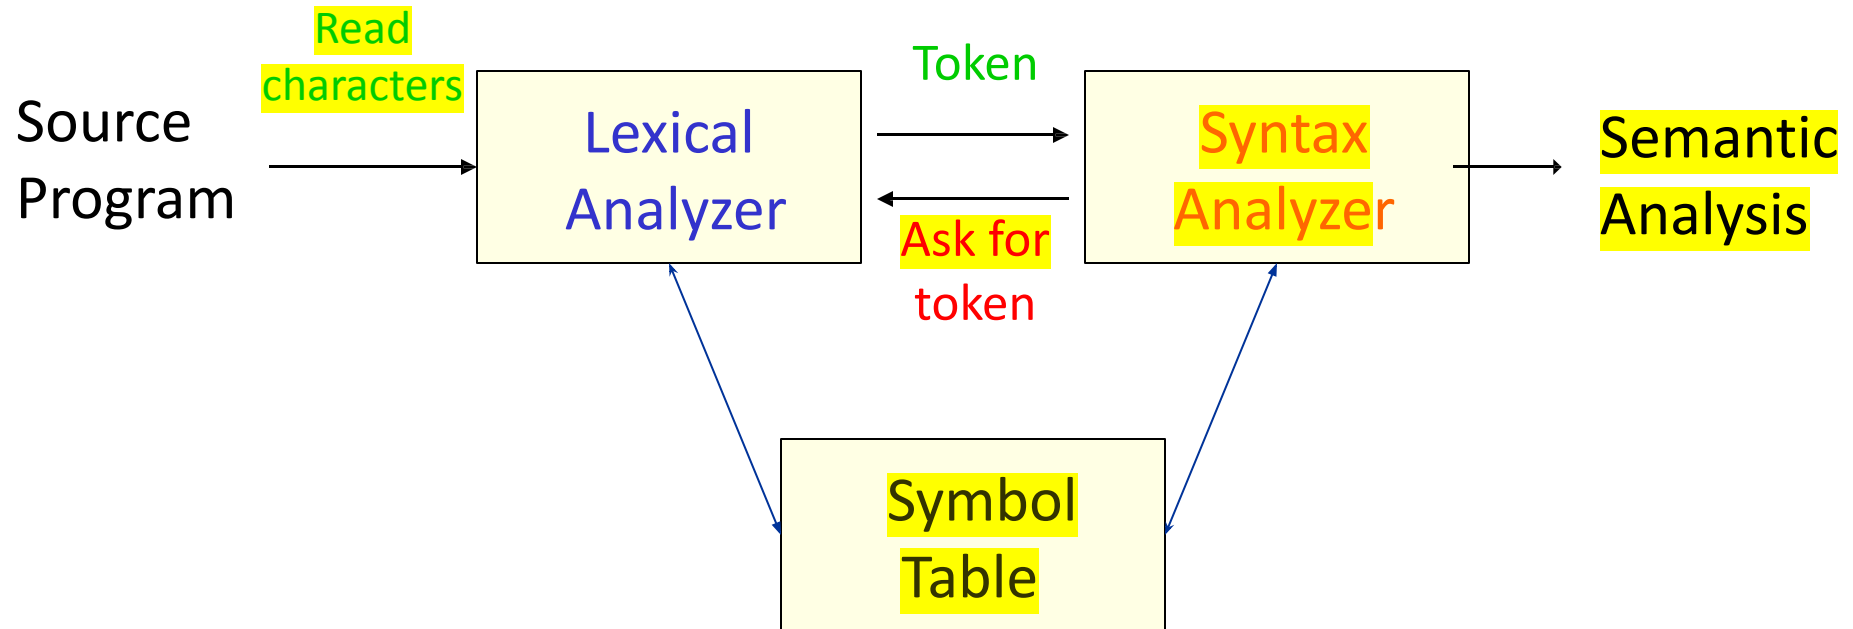 Source
Program
Read
characters
Lexical
Analyzer
Token
Ask for
token
Syntax
Analyzer
Semantic
Analysis
Symbol
Table